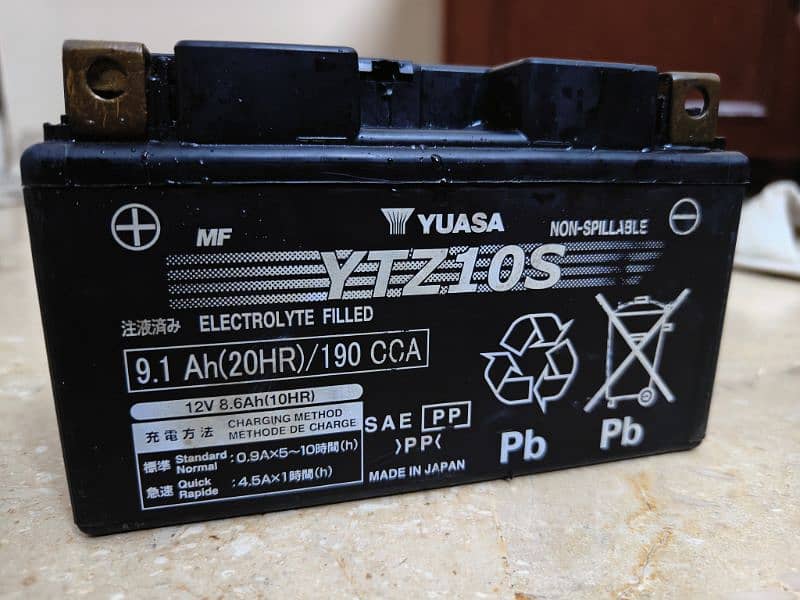 YUASA
MF
NON-SPILLABLE
YTZ10S
注液済み ELECTROLYTE FILLED
9.1 Ah(20HR)/190 CCA
12V 8.6Ah(10HR)
充電方法 CHARGING METHOD
METHODE DE CHARGE
標準 Standard Normal : 0.9A×5～10時間(h)
急速 Quick Rapide : 4.5A×1時間(h)
SAE PP
>PP<
MADE IN JAPAN
Pb
Pb